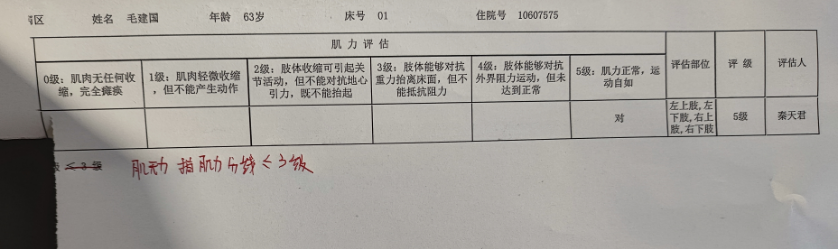 病区 姓名 毛建国 年龄 63岁 床号 01 住院号 10607575
肌 力 评 估
0级：肌肉无任何收缩，完全瘫痪
1级：肌肉轻微收缩，但不能产生动作
2级：肢体收缩可引起关节活动，但不能对抗地心引力，既不能抬起
3级：肢体能够对抗重力抬离床面，但不能抵抗阻力
4级：肢体能够对抗外界阻力运动，但未达到正常
5级：肌力正常，运动自如
评估部位
评 级
评估人
对
左上肢,左下肢,右上肢,右下肢
5级
秦天君
≤3级 肌无力 指肌力分级≤3级